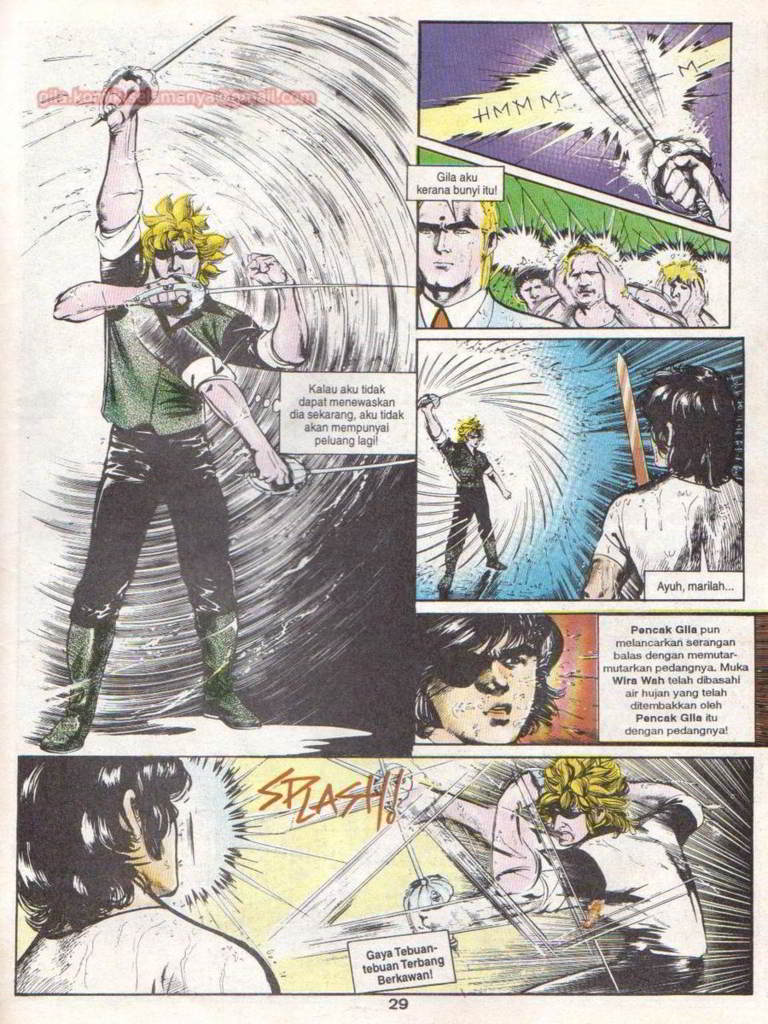 gila.komik.selamanya@gmail.com
Kalau aku tidak
dapat menewaskan
dia sekarang, aku tidak
akan mempunyai
peluang lagi!
HMMM
M
Gila aku
kerana bunyi itu!
Ayuh, marilah...
Pencak Gila pun
melancarkan serangan
balas dengan memutar-
mutarkan pedangnya. Muka
Wira Wah telah dibasahi
air hujan yang telah
ditembakkan oleh
Pencak Gila itu
dengan pedangnya!
SPLASH!
Gaya Tebuan-
tebuan Terbang
Berkawan!
29